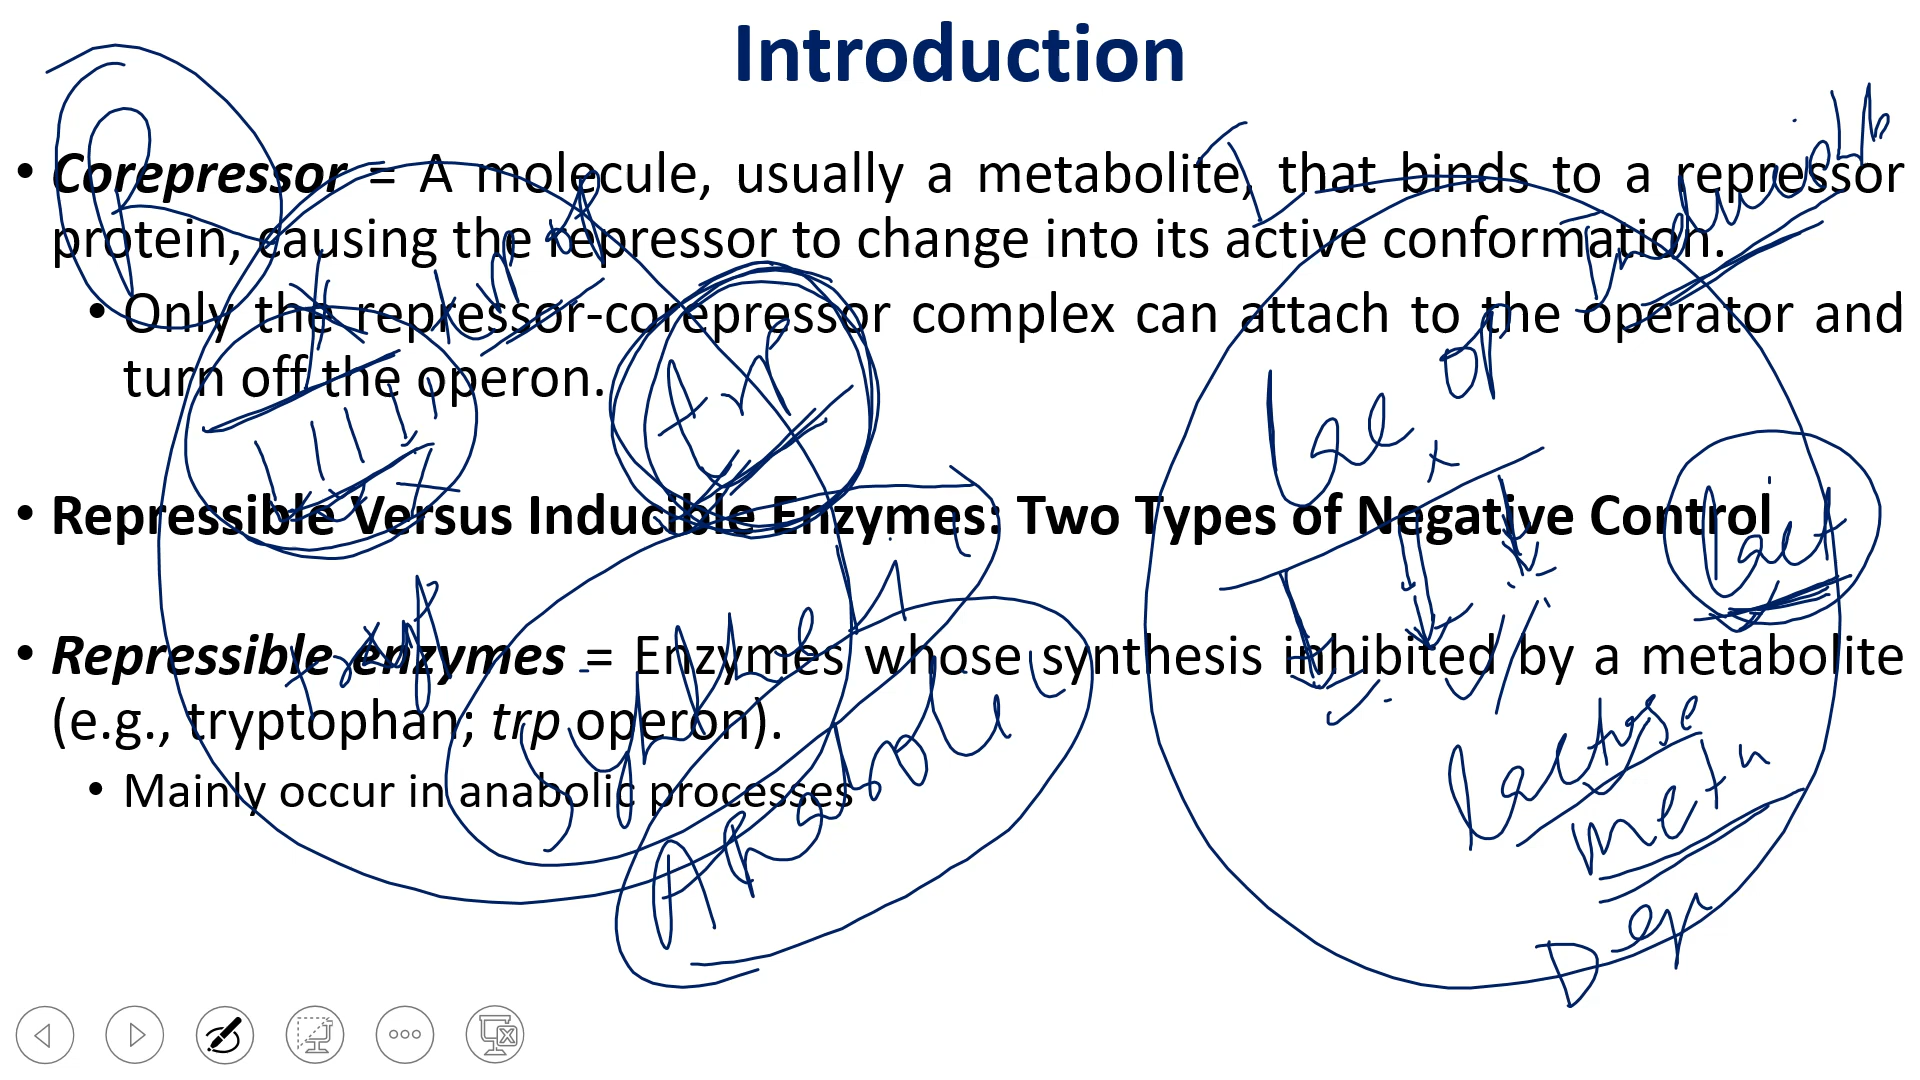 Introduction
• Corepressor = A molecule, usually a metabolite, that binds to a repressor
protein, causing the repressor to change into its active conformation.
• Only the repressor-corepressor complex can attach to the operator and
turn off the operon.
• Repressible Versus Inducible Enzymes: Two Types of Negative Control
• Repressible enzymes = Enzymes whose synthesis inhibited by a metabolite
(e.g., tryptophan; trp operon).
• Mainly occur in anabolic processes
R
trp
I
Lac op
Lact
Lactose